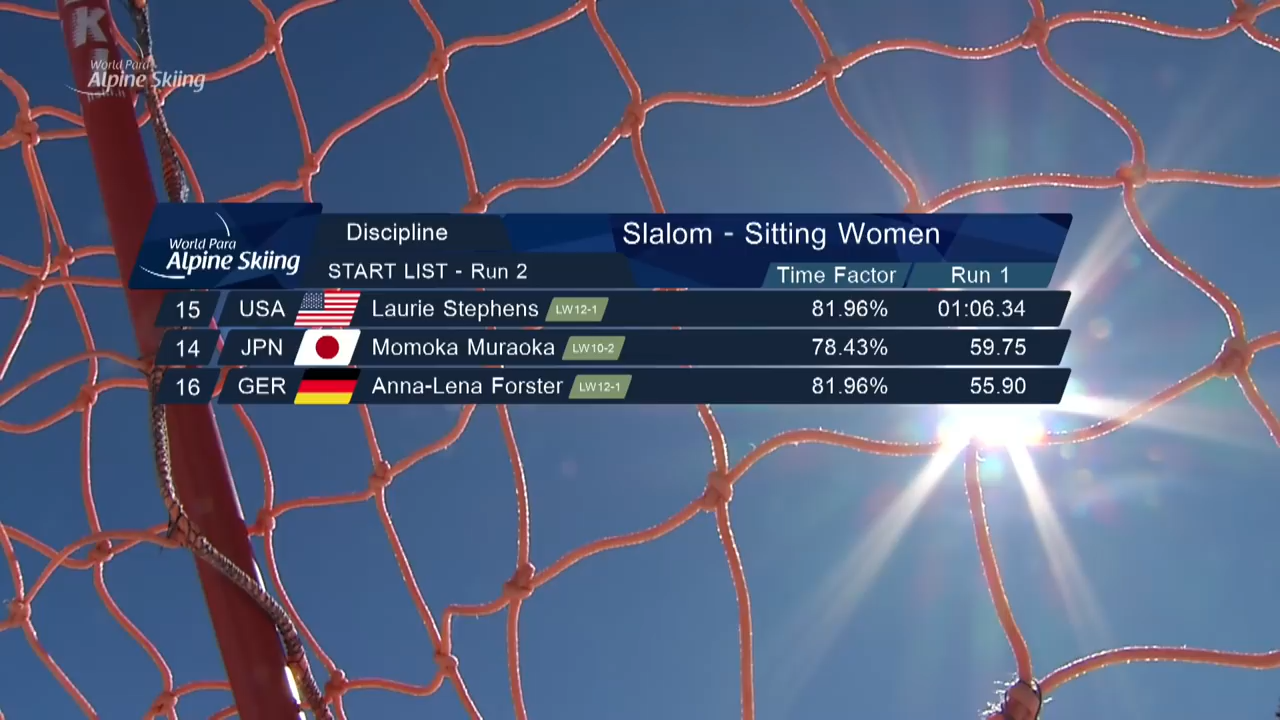 K
World Para
Alpine Skiing
World Para
Alpine Skiing
Discipline
Slalom - Sitting Women
START LIST - Run 2
Time Factor
Run 1
15 USA Laurie Stephens LW12-1 81.96% 01:06.34
14 JPN Momoka Muraoka LW10-2 78.43% 59.75
16 GER Anna-Lena Forster LW12-1 81.96% 55.90